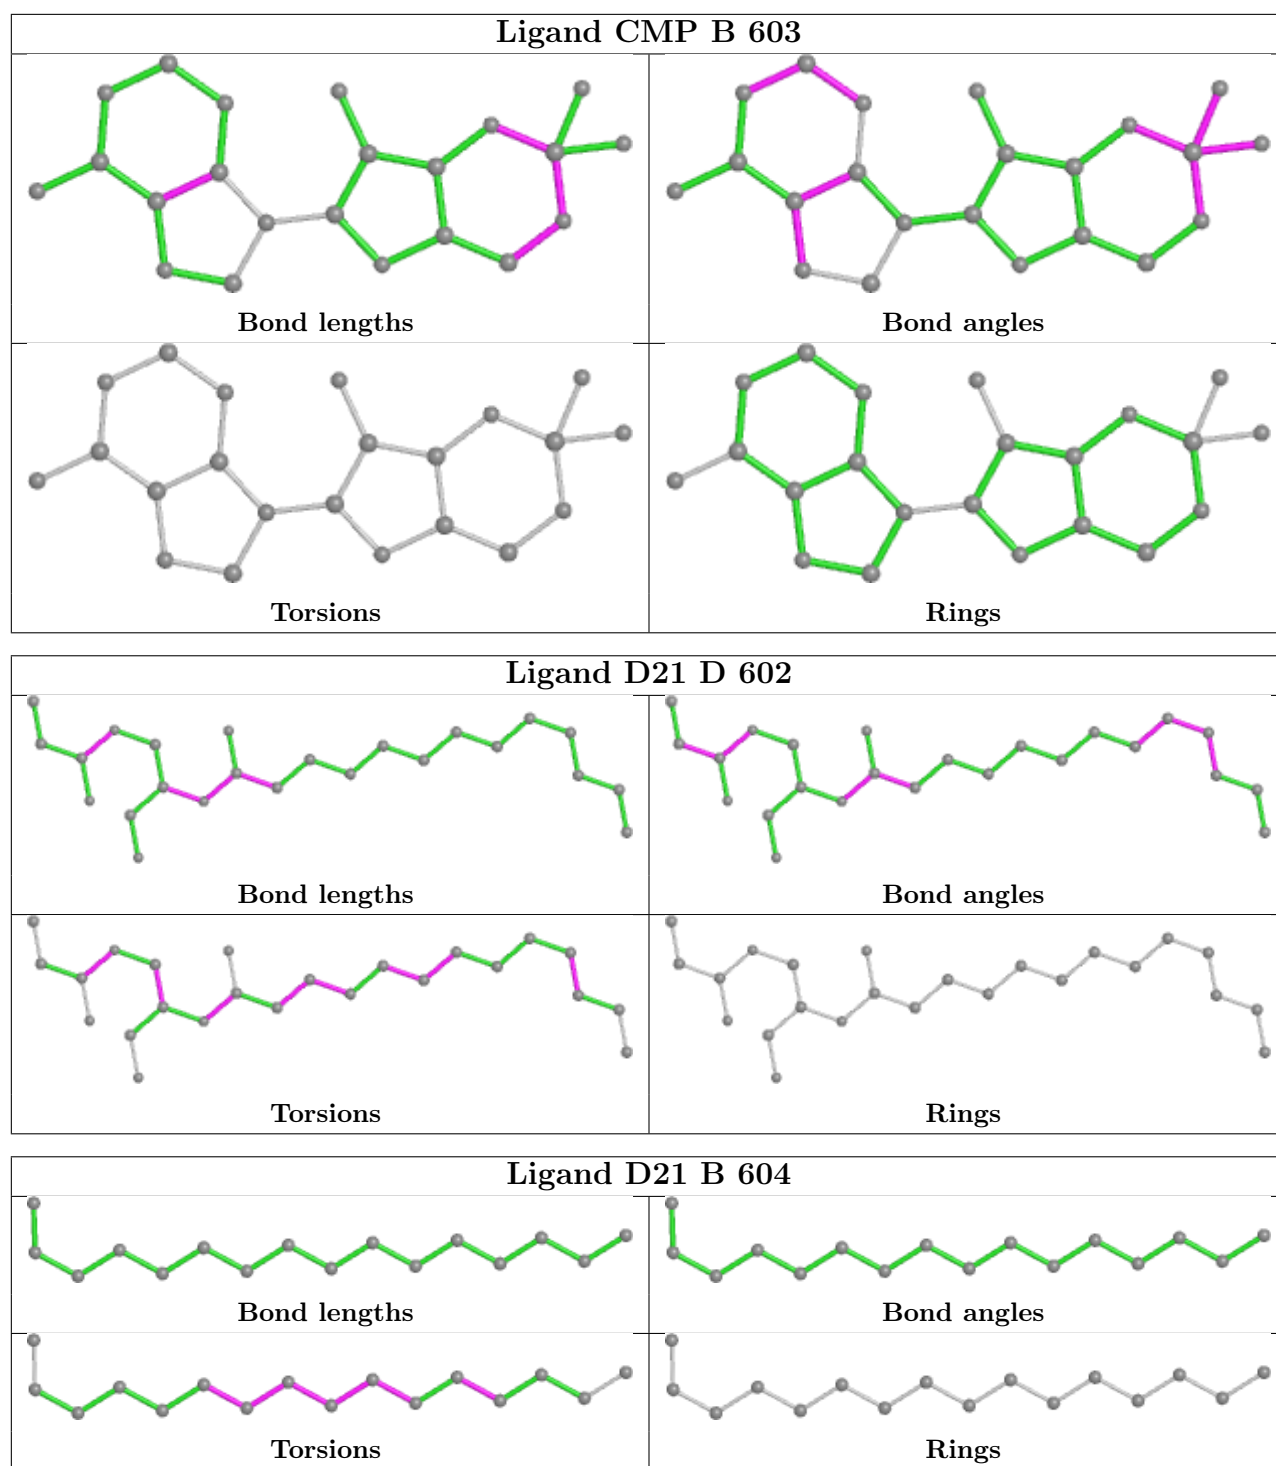 Ligand CMP B 603
Bond lengths
Bond angles
Torsions
Rings
Ligand D21 D 602
Bond lengths
Bond angles
Torsions
Rings
Ligand D21 B 604
Bond lengths
Bond angles
Torsions
Rings